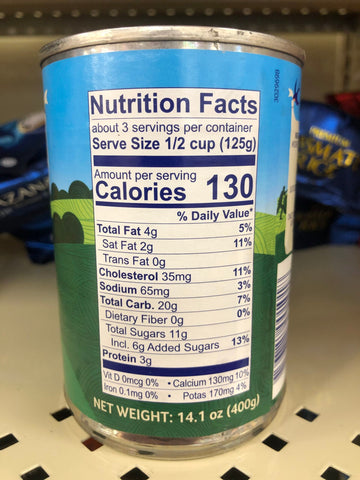 Nutrition Facts
about 3 servings per container
Serve Size 1/2 cup (125g)
Amount per serving
Calories 130
% Daily Value*
Total Fat 4g 5%
Sat Fat 2g 11%
Trans Fat 0g
Cholesterol 35mg 11%
Sodium 65mg 3%
Total Carb. 20g 7%
Dietary Fiber 0g 0%
Total Sugars 11g
Incl. 6g Added Sugars 13%
Protein 3g
Vit D 0mcg 0% • Calcium 130mg 10%
Iron 0.1mg 0% • Potas 170mg 4%
NET WEIGHT: 14.1 oz (400g)